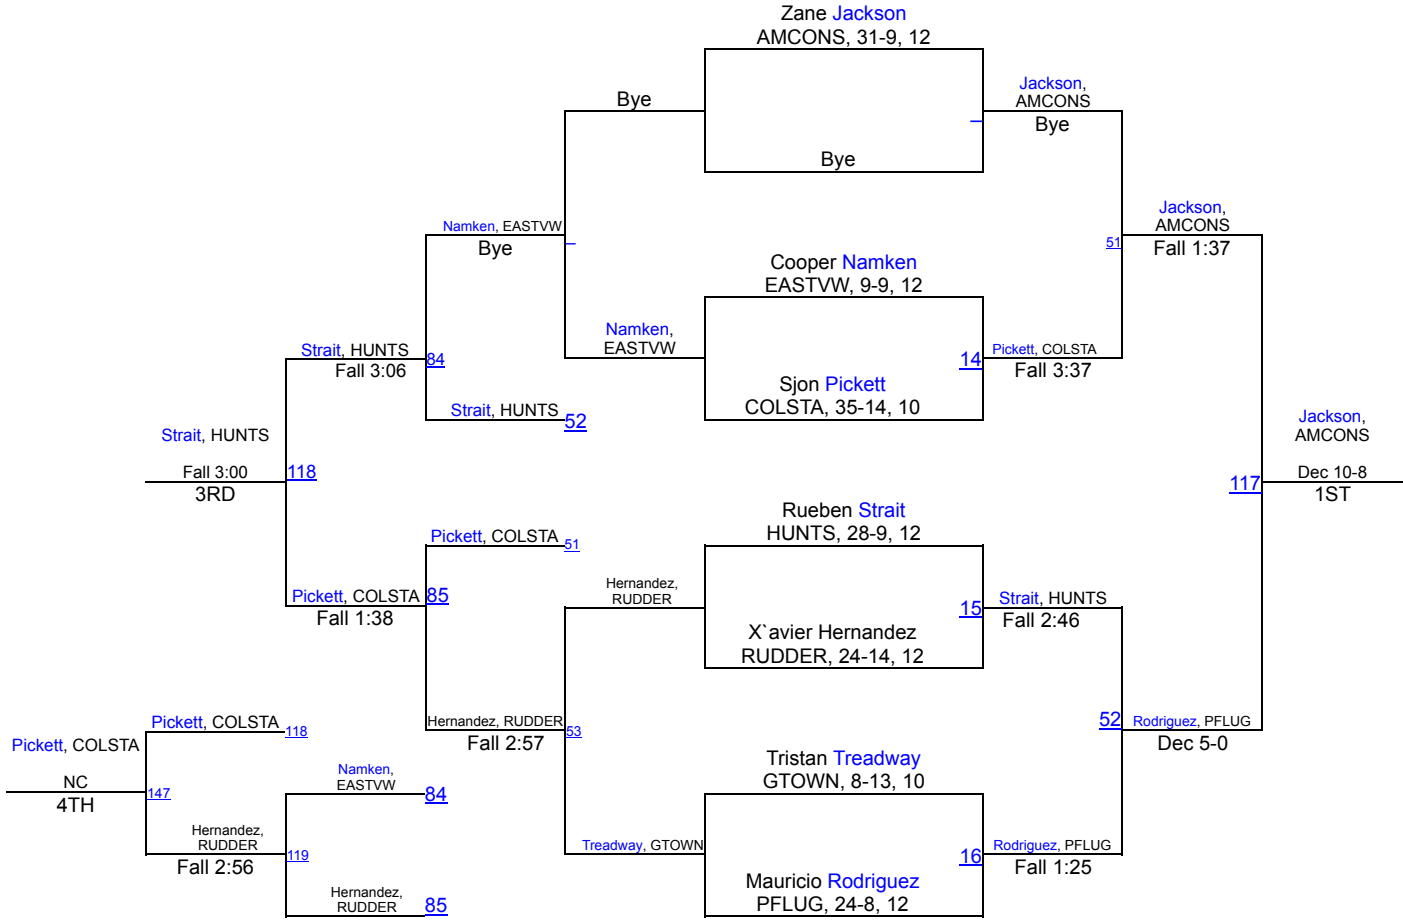 Zane Jackson
AMCONS, 31-9, 12
Bye
Jackson,
AMCONS
Bye
Bye
Namken, EASTVW
Bye
Jackson,
AMCONS
51
Fall 1:37
Cooper Namken
EASTVW, 9-9, 12
Namken,
EASTVW
Strait, HUNTS
84
Fall 3:06
14
Pickett, COLSTA
Fall 3:37
Sjon Pickett
COLSTA, 35-14, 10
Strait, HUNTS
52
Strait, HUNTS
Fall 3:00
118
3RD
Jackson,
AMCONS
117
Dec 10-8
1ST
Rueben Strait
HUNTS, 28-9, 12
Pickett, COLSTA
51
Hernandez,
RUDDER
Pickett, COLSTA
85
Fall 1:38
15
Strait, HUNTS
Fall 2:46
X`avier Hernandez
RUDDER, 24-14, 12
Pickett, COLSTA
118
Hernandez, RUDDER
53
Fall 2:57
52
Rodriguez, PFLUG
Dec 5-0
Pickett, COLSTA
NC
147
4TH
Namken,
EASTVW
84
Tristan Treadway
GTOWN, 8-13, 10
Hernandez,
RUDDER
119
Fall 2:56
Treadway, GTOWN
16
Rodriguez, PFLUG
Fall 1:25
Hernandez,
RUDDER
85
Mauricio Rodriguez
PFLUG, 24-8, 12